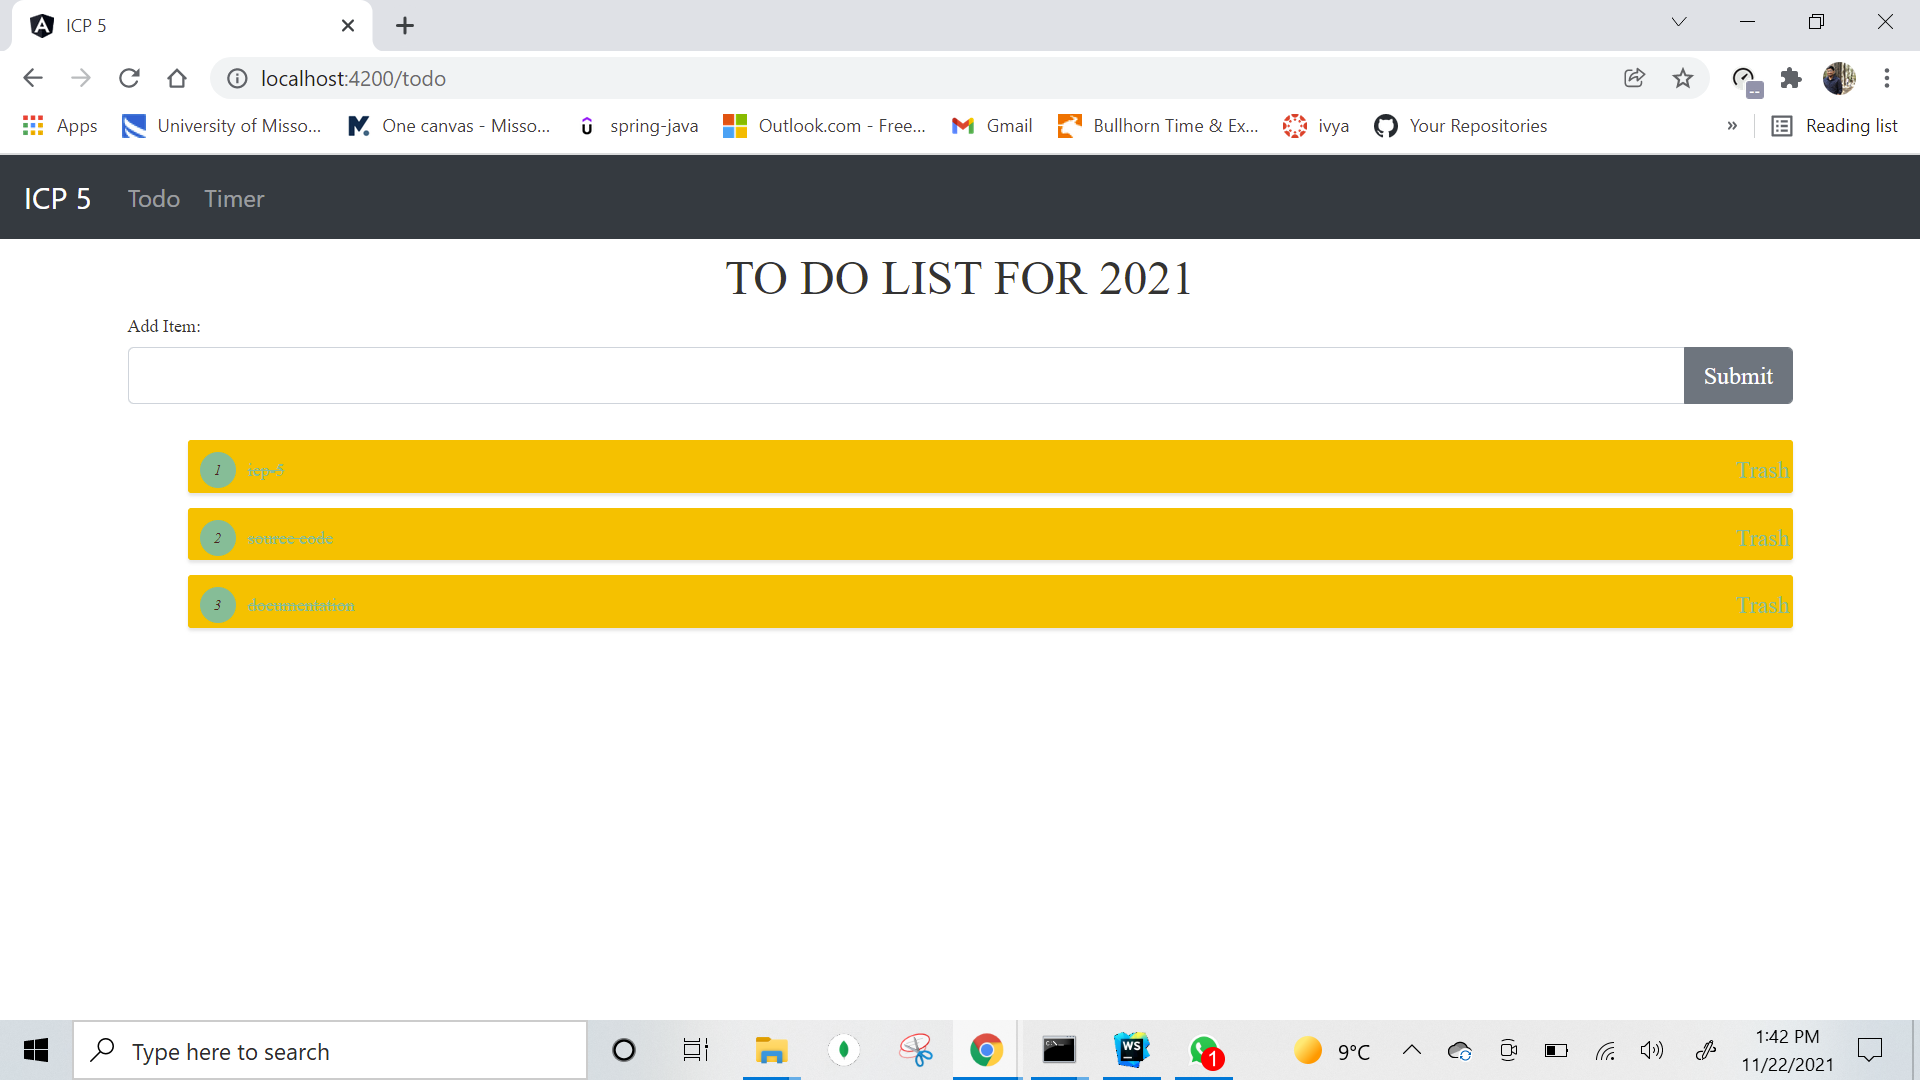 ICP 5
localhost:4200/todo
Apps University of Misso... One canvas - Misso... spring-java Outlook.com - Free... Gmail Bullhorn Time & Ex... ivya Your Repositories » Reading list
ICP 5 Todo Timer
TO DO LIST FOR 2021
Add Item:
Submit
1 icp-5 Trash
2 source code Trash
3 documentation Trash
Type here to search
WS
1
9°C
1:42 PM
11/22/2021